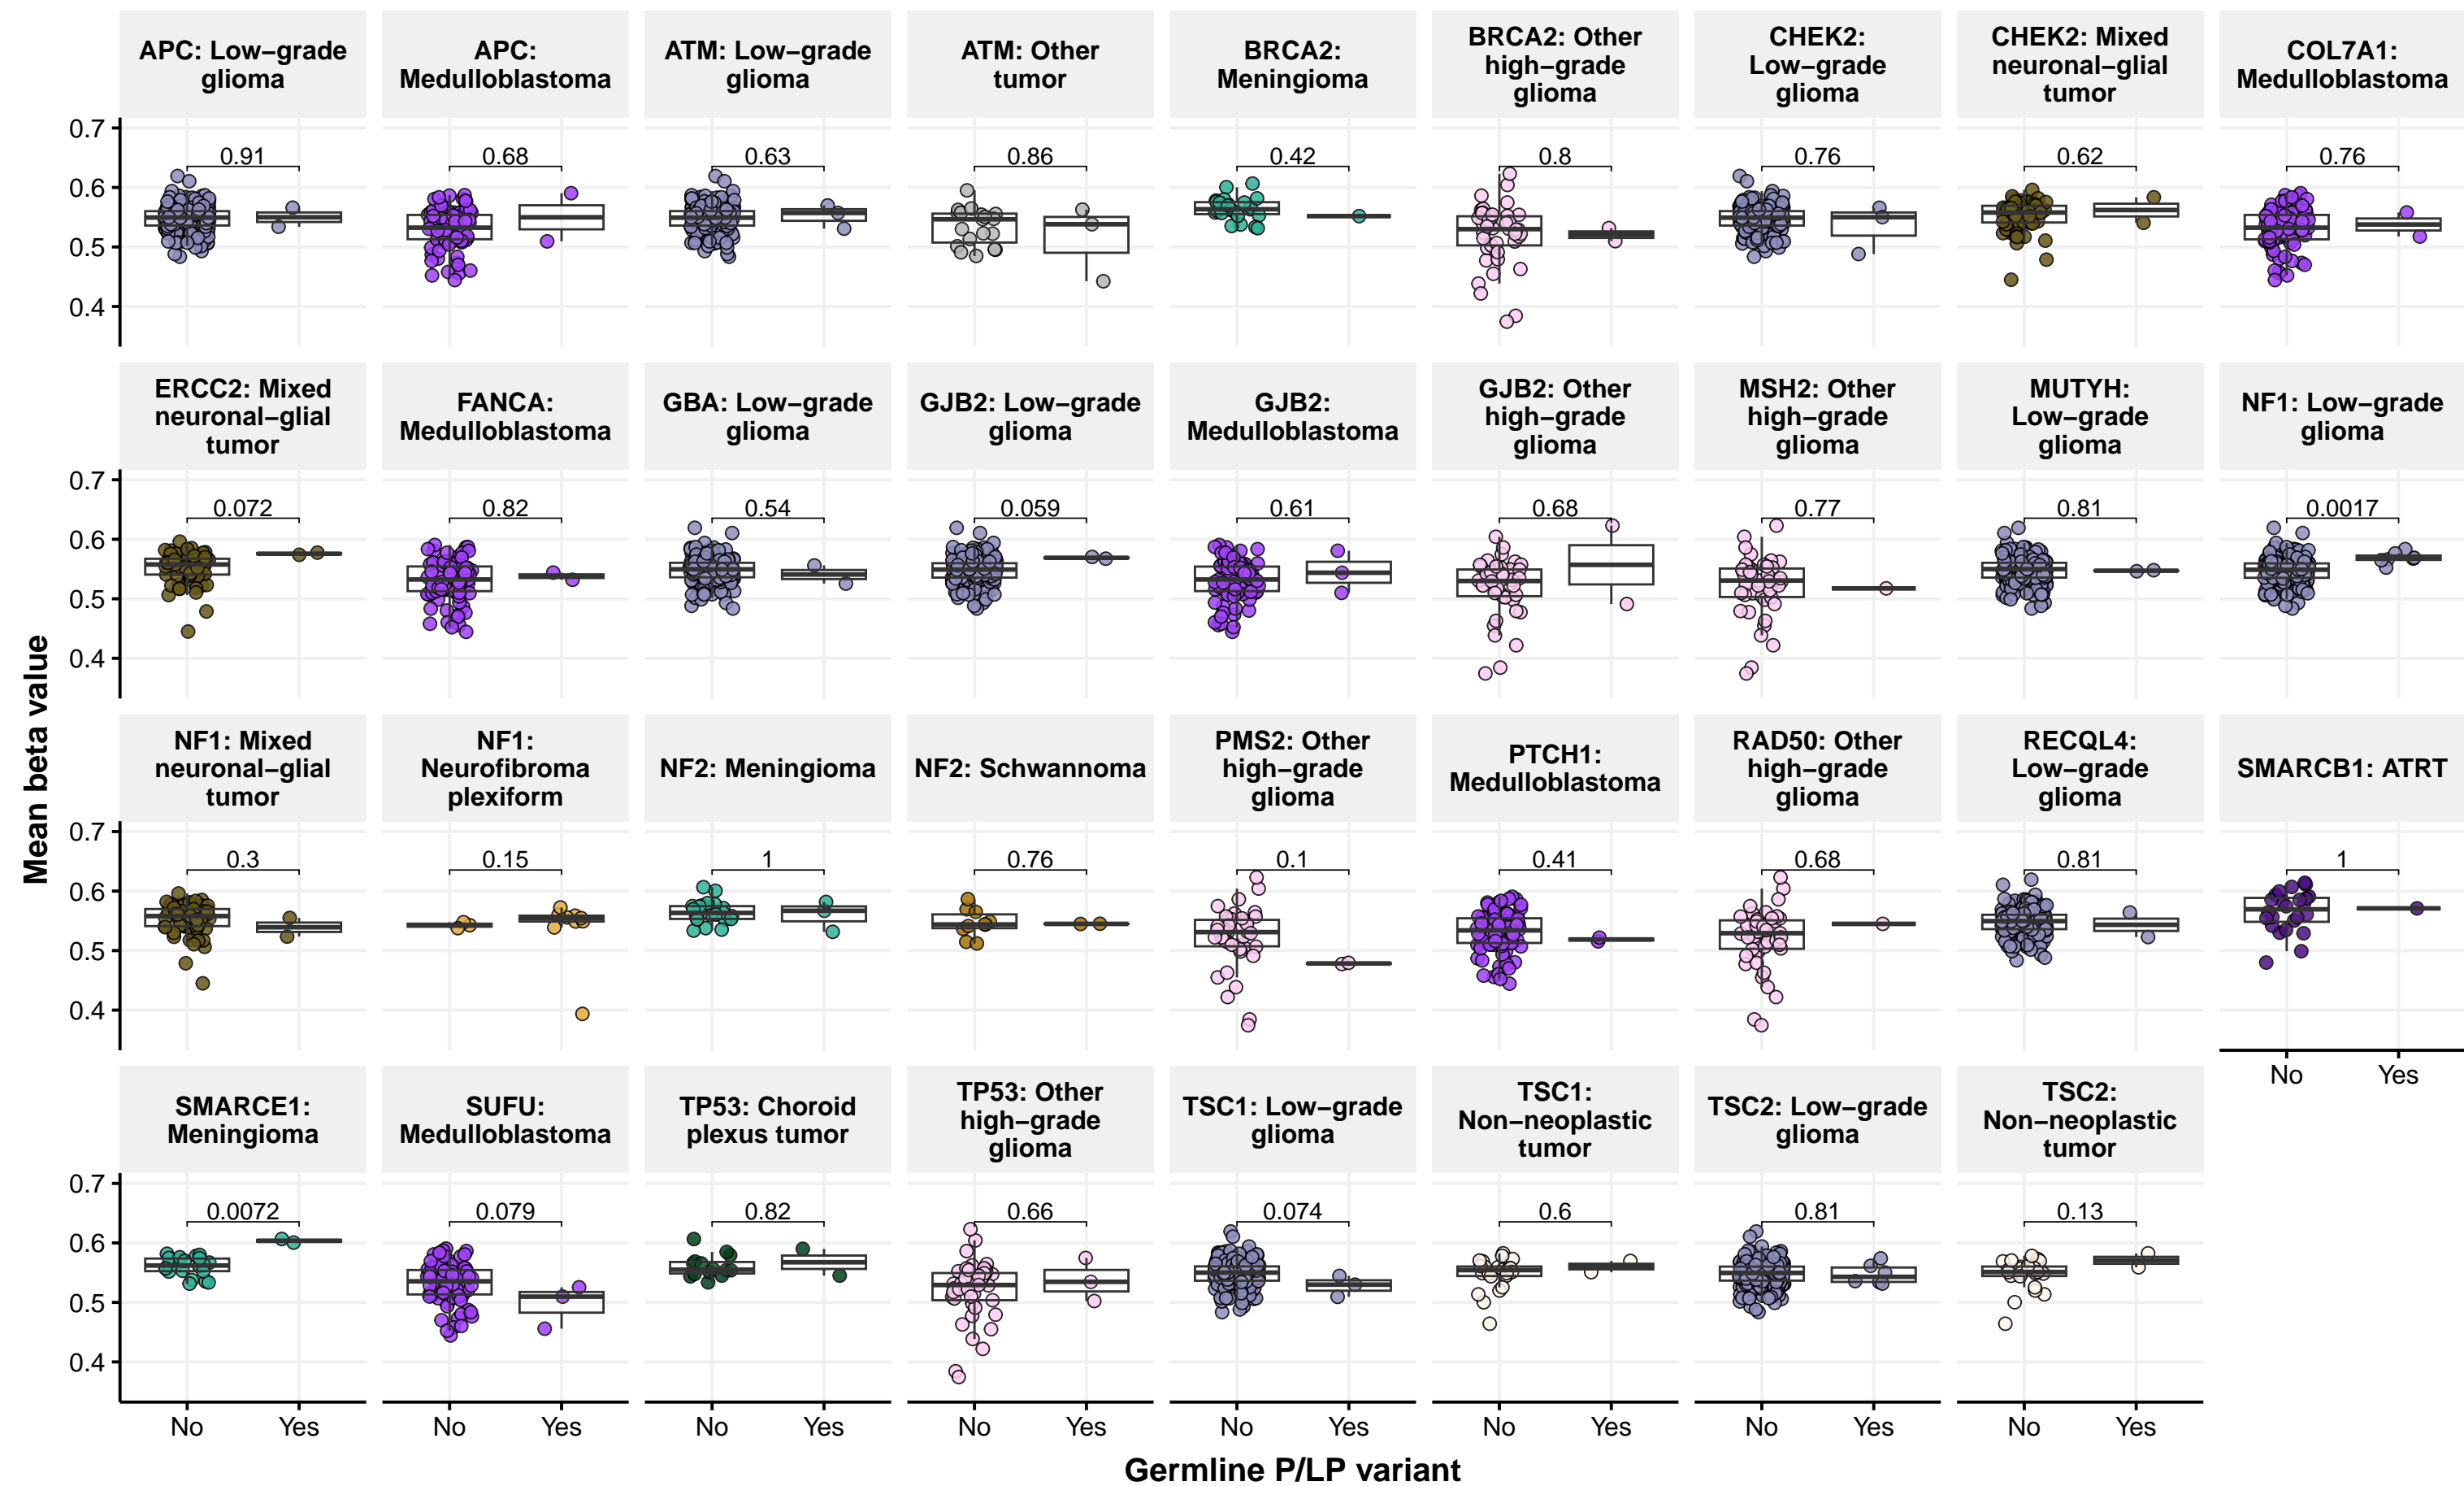 APC: Low−grade
glioma
APC:
Medulloblastoma
ATM: Low−grade
glioma
ATM: Other
tumor
BRCA2:
Meningioma
BRCA2: Other
high−grade
glioma
CHEK2:
Low−grade
glioma
CHEK2: Mixed
neuronal−glial
tumor
COL7A1:
Medulloblastoma
0.7
0.6
0.5
0.4
0.91
0.68
0.63
0.86
0.42
0.8
0.76
0.62
0.76
ERCC2: Mixed
neuronal−glial
tumor
FANCA:
Medulloblastoma
GBA: Low−grade
glioma
GJB2: Low−grade
glioma
GJB2:
Medulloblastoma
GJB2: Other
high−grade
glioma
MSH2: Other
high−grade
glioma
MUTYH:
Low−grade
glioma
NF1: Low−grade
glioma
0.7
0.6
0.5
0.4
0.072
0.82
0.54
0.059
0.61
0.68
0.77
0.81
0.0017
Mean beta value
NF1: Mixed
neuronal−glial
tumor
NF1:
Neurofibroma
plexiform
NF2: Meningioma
NF2: Schwannoma
PMS2: Other
high−grade
glioma
PTCH1:
Medulloblastoma
RAD50: Other
high−grade
glioma
RECQL4:
Low−grade
glioma
SMARCB1: ATRT
0.7
0.6
0.5
0.4
0.3
0.15
1
0.76
0.1
0.41
0.68
0.81
1
No Yes
SMARCE1:
Meningioma
SUFU:
Medulloblastoma
TP53: Choroid
plexus tumor
TP53: Other
high−grade
glioma
TSC1: Low−grade
glioma
TSC1:
Non−neoplastic
tumor
TSC2: Low−grade
glioma
TSC2:
Non−neoplastic
tumor
0.7
0.6
0.5
0.4
0.0072
0.079
0.82
0.66
0.074
0.6
0.81
0.13
No Yes No Yes No Yes No Yes No Yes No Yes No Yes No Yes
Germline P/LP variant